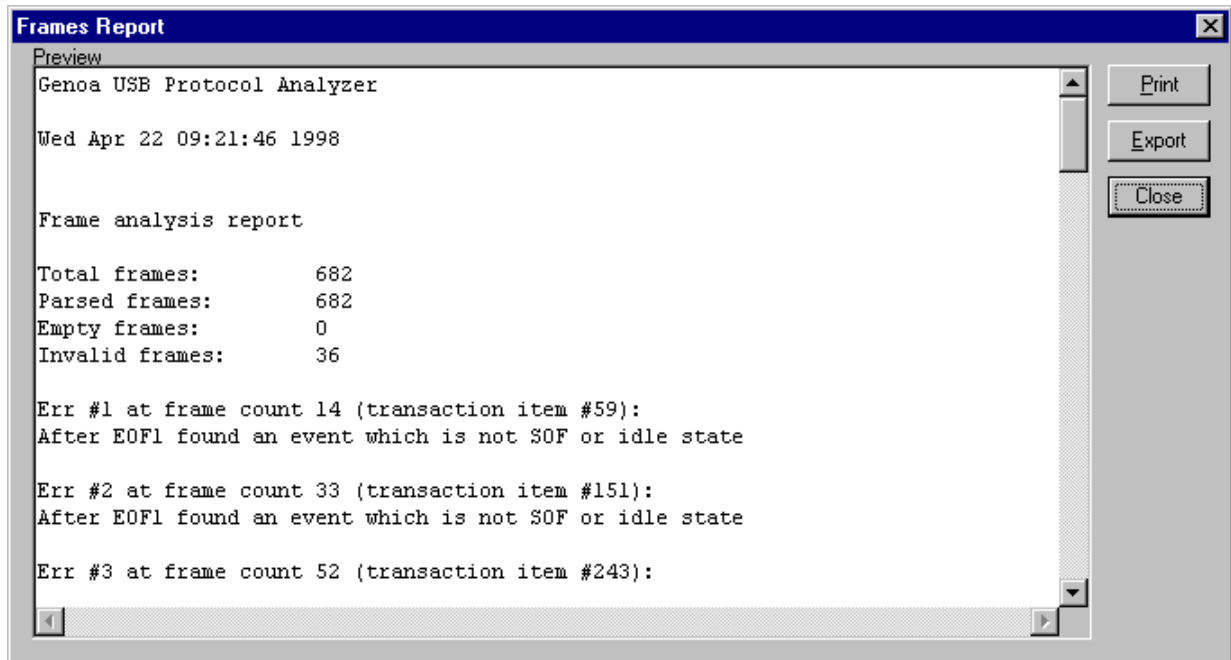 Frames Report
Preview
Genoa USB Protocol Analyzer
Wed Apr 22 09:21:46 1998
Frame analysis report
Total frames: 682
Parsed frames: 682
Empty frames: 0
Invalid frames: 36
Err #1 at frame count 14 (transaction item #59):
After EOF1 found an event which is not SOF or idle state
Err #2 at frame count 33 (transaction item #151):
After EOF1 found an event which is not SOF or idle state
Err #3 at frame count 52 (transaction item #243):
Print
Export
Close